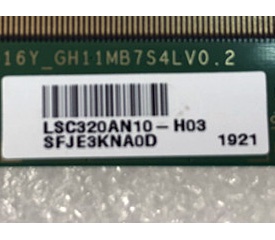 16Y_GH11MB7S4LV0.2
LSC320AN10-H03
SFJE3KNA0D 1921